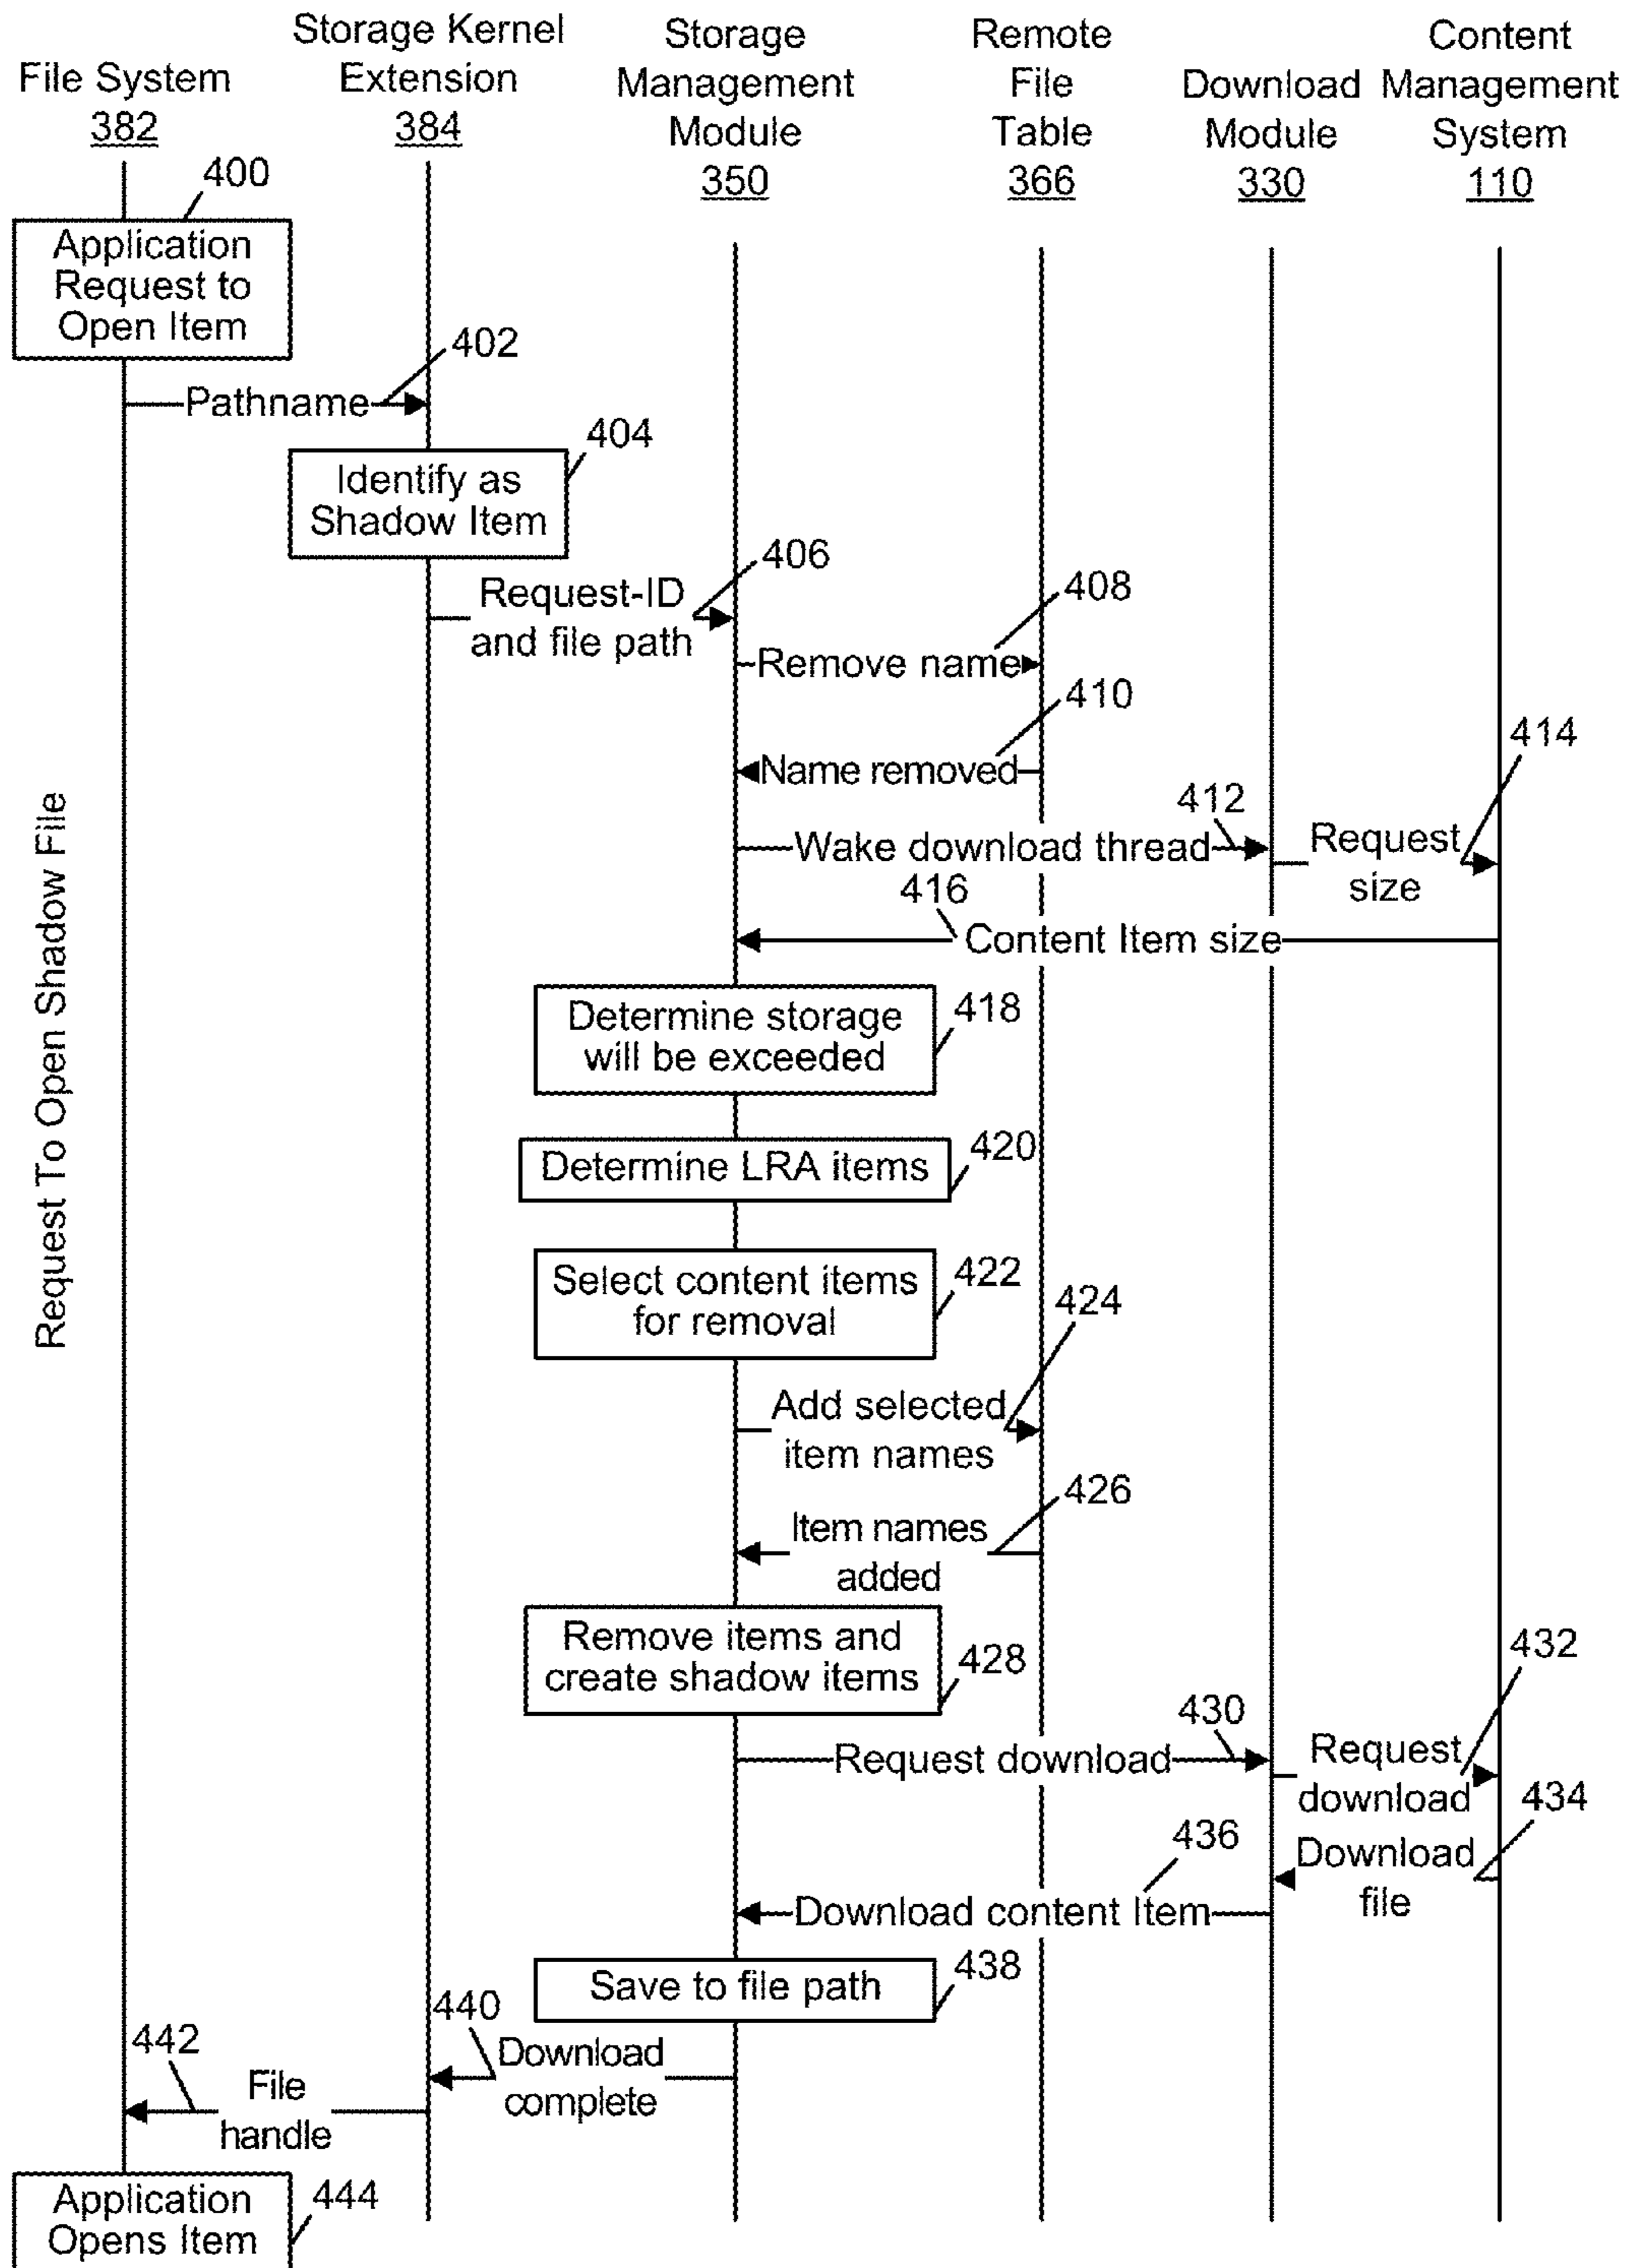 File System
382
Storage Kernel
Extension
384
Storage
Management
Module
350
Remote
File
Table
366
Download
Module
330
Content
Management
System
110
400
Application
Request to
Open Item
402
Pathname
404
Identify as
Shadow Item
406
Request-ID
and file path
408
Remove name
410
Name removed
412
Wake download thread
414
Request
size
416
Content Item size
Request To Open Shadow File
418
Determine storage
will be exceeded
420
Determine LRA items
422
Select content items
for removal
424
Add selected
item names
426
Item names
added
428
Remove items and
create shadow items
430
Request download
432
Request
download
434
Download
file
436
Download content Item
438
Save to file path
440
Download
complete
442
File
handle
444
Application
Opens Item